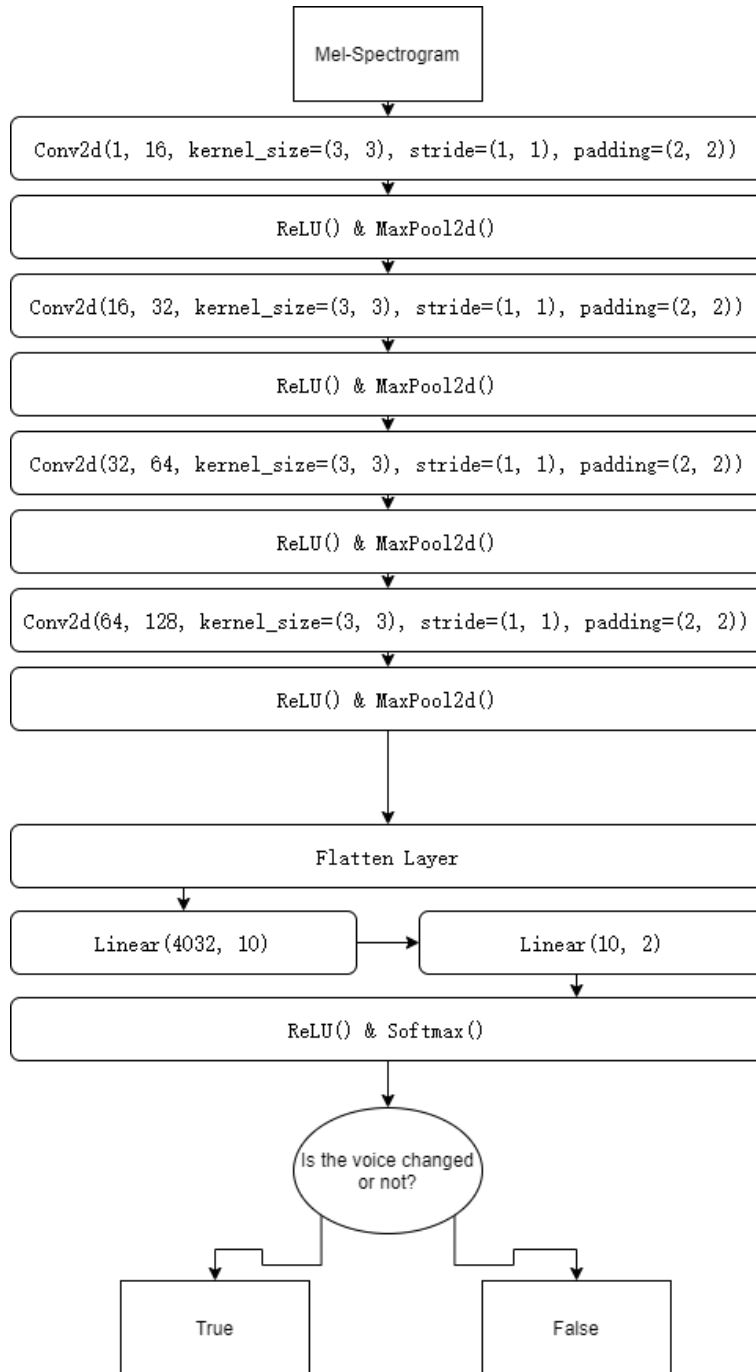 Mel-Spectrogram
Conv2d(1, 16, kernel_size=(3, 3), stride=(1, 1), padding=(2, 2))
ReLU() & MaxPool2d()
Conv2d(16, 32, kernel_size=(3, 3), stride=(1, 1), padding=(2, 2))
ReLU() & MaxPool2d()
Conv2d(32, 64, kernel_size=(3, 3), stride=(1, 1), padding=(2, 2))
ReLU() & MaxPool2d()
Conv2d(64, 128, kernel_size=(3, 3), stride=(1, 1), padding=(2, 2))
ReLU() & MaxPool2d()
Flatten Layer
Linear(4032, 10)
Linear(10, 2)
ReLU() & Softmax()
Is the voice changed
or not?
True
False